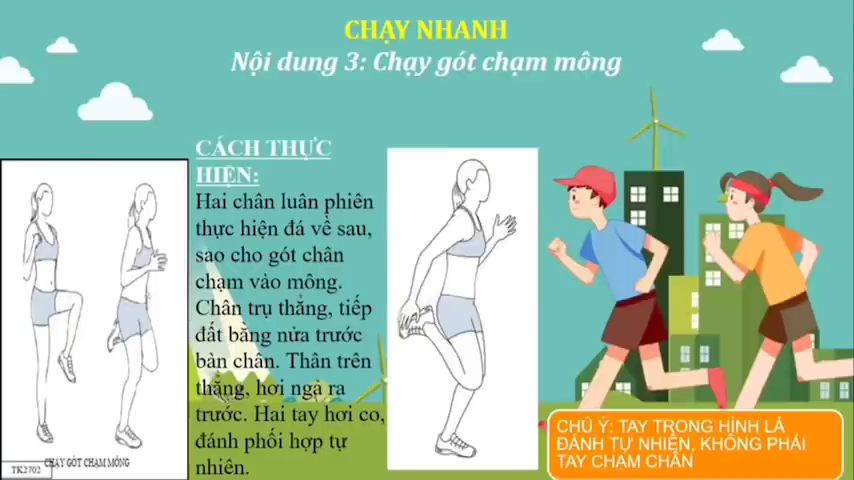 CHẠY NHANH
Nội dung 3: Chạy gót chạm mông
CÁCH THỰC
HIỆN:
Hai chân luân phiên
thực hiện đá về sau,
sao cho gót chân
chạm vào mông.
Chân trụ thẳng, tiếp
đất bằng nửa trước
bàn chân. Thân trên
thẳng, hơi ngả ra
trước. Hai tay hơi co,
đánh phối hợp tự
nhiên.
TK2702
CHẠY GÓT CHẠM MÔNG
CHÚ Ý: TAY TRONG HÌNH LÀ
ĐÁNH TỰ NHIÊN, KHÔNG PHẢI
TAY CHẠM CHÂN